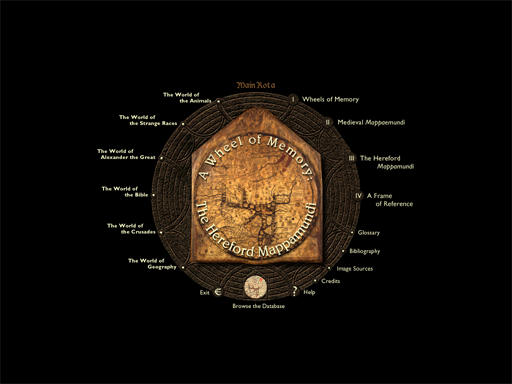 Main Rota
The World of
the Animals
The World of
the Strange Races
The World of
Alexander the Great
The World of
the Bible
The World of
the Crusades
The World of
Geography
A Wheel of Memory:
The Hereford Mappamundi
I Wheels of Memory
II Medieval Mappaemundi
III The Hereford
Mappamundi
IV A Frame
of Reference
Glossary
Bibliography
Image Sources
Credits
? Help
Exit
Browse the Database